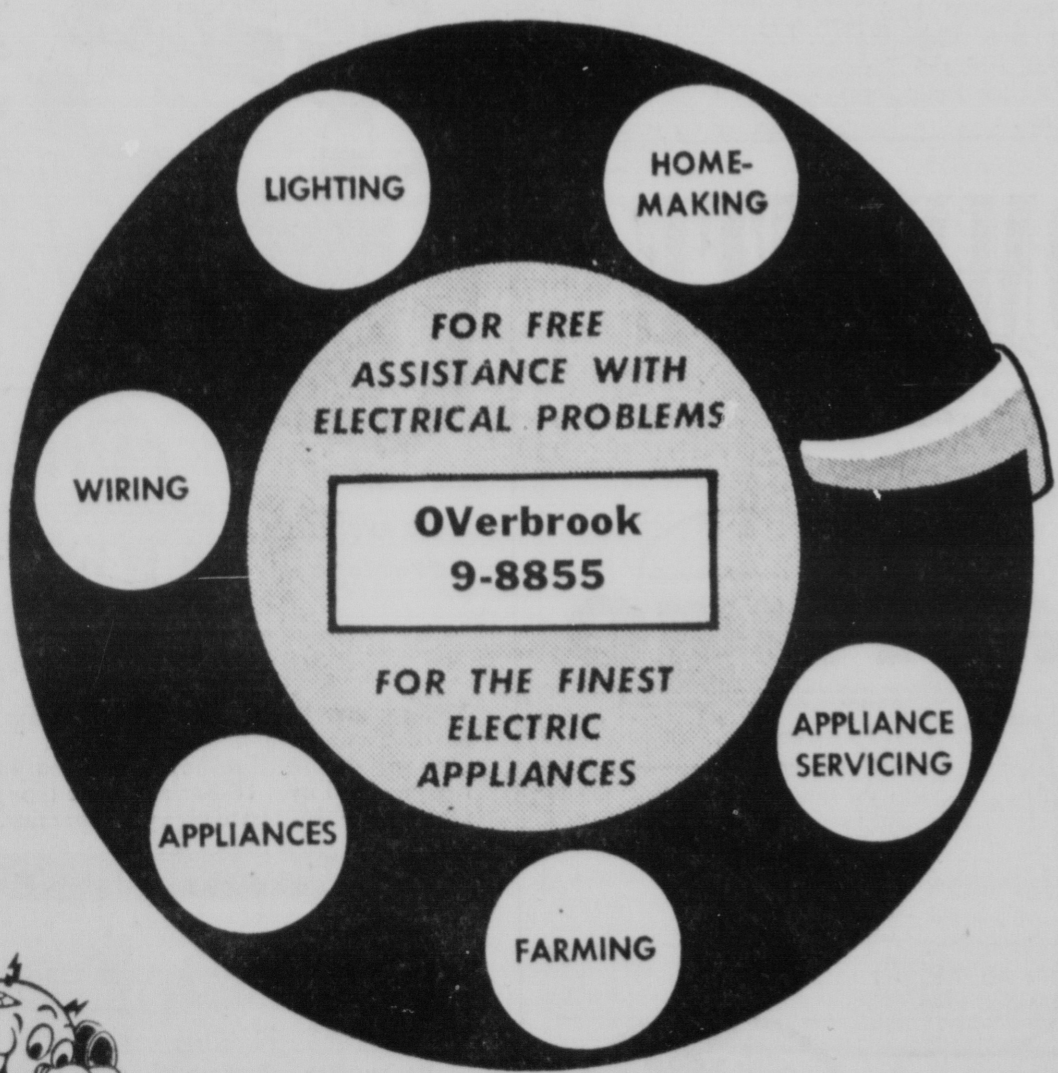 LIGHTING
HOME-
MAKING
FOR FREE
ASSISTANCE WITH
ELECTRICAL PROBLEMS
WIRING
OVerbrook
9-8855
FOR THE FINEST
ELECTRIC
APPLIANCES
APPLIANCE
SERVICING
APPLIANCES
FARMING